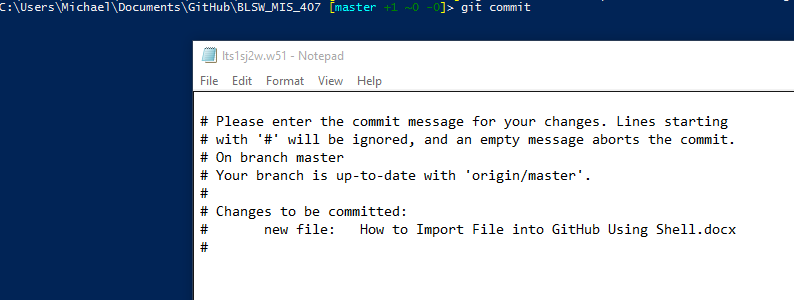 C:\Users\Michael\Documents\GitHub\BLSW_MIS_407 [master +1 ~0 -0]> git commit
lts1sj2w.w51 - Notepad
File Edit Format View Help
# Please enter the commit message for your changes. Lines starting
# with '#' will be ignored, and an empty message aborts the commit.
# On branch master
# Your branch is up-to-date with 'origin/master'.
#
# Changes to be committed:
#       new file:   How to Import File into GitHub Using Shell.docx
#